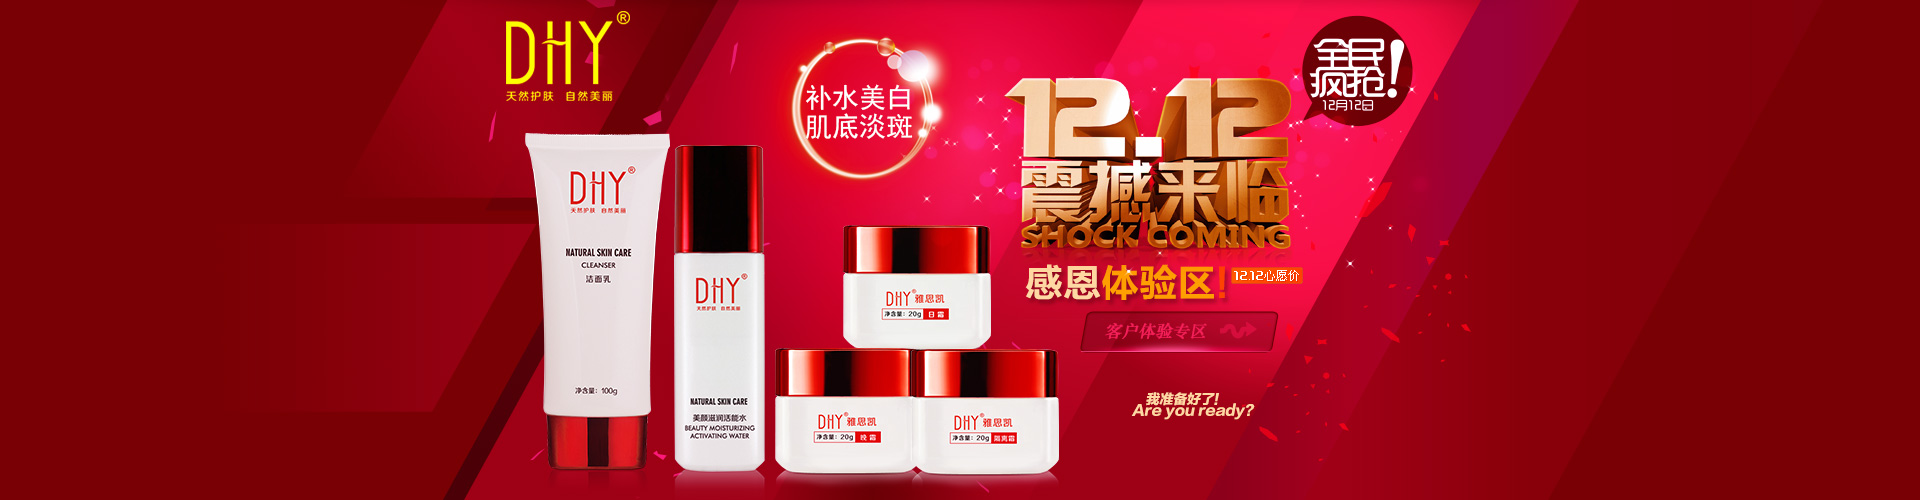 DHY®
天然护肤 自然美丽
补水美白
肌底淡斑
12.12
震撼来临
SHOCK COMING
感恩体验区!
12.12心愿价
客户体验专区
我准备好了!
Are you ready?
全民
疯抢!
12月12日
DHY®
天然护肤 自然美丽
NATURAL SKIN CARE
CLEANSER
洁面乳
净含量: 100g
DHY®
天然护肤 自然美丽
NATURAL SKIN CARE
美颜滋润活能水
BEAUTY MOISTURIZING
ACTIVATING WATER
DHY®雅思凯
净含量: 20g 日霜
DHY®雅思凯
净含量: 20g 晚霜
DHY®雅思凯
净含量: 20g 隔离霜